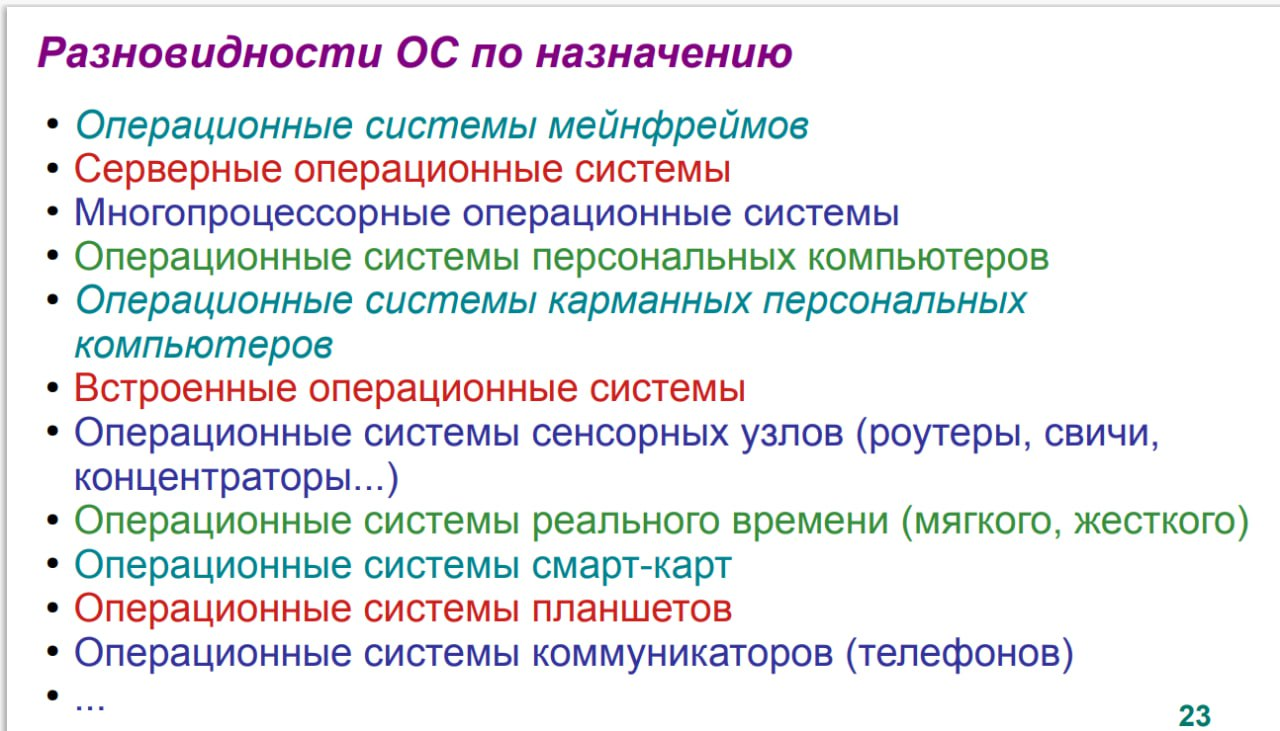 Разновидности ОС по назначению
• Операционные системы мейнфреймов
• Серверные операционные системы
• Многопроцессорные операционные системы
• Операционные системы персональных компьютеров
• Операционные системы карманных персональных
компьютеров
• Встроенные операционные системы
• Операционные системы сенсорных узлов (роутеры, свичи,
концентраторы...)
• Операционные системы реального времени (мягкого, жесткого)
• Операционные системы смарт-карт
• Операционные системы планшетов
• Операционные системы коммуникаторов (телефонов)
• ...
23